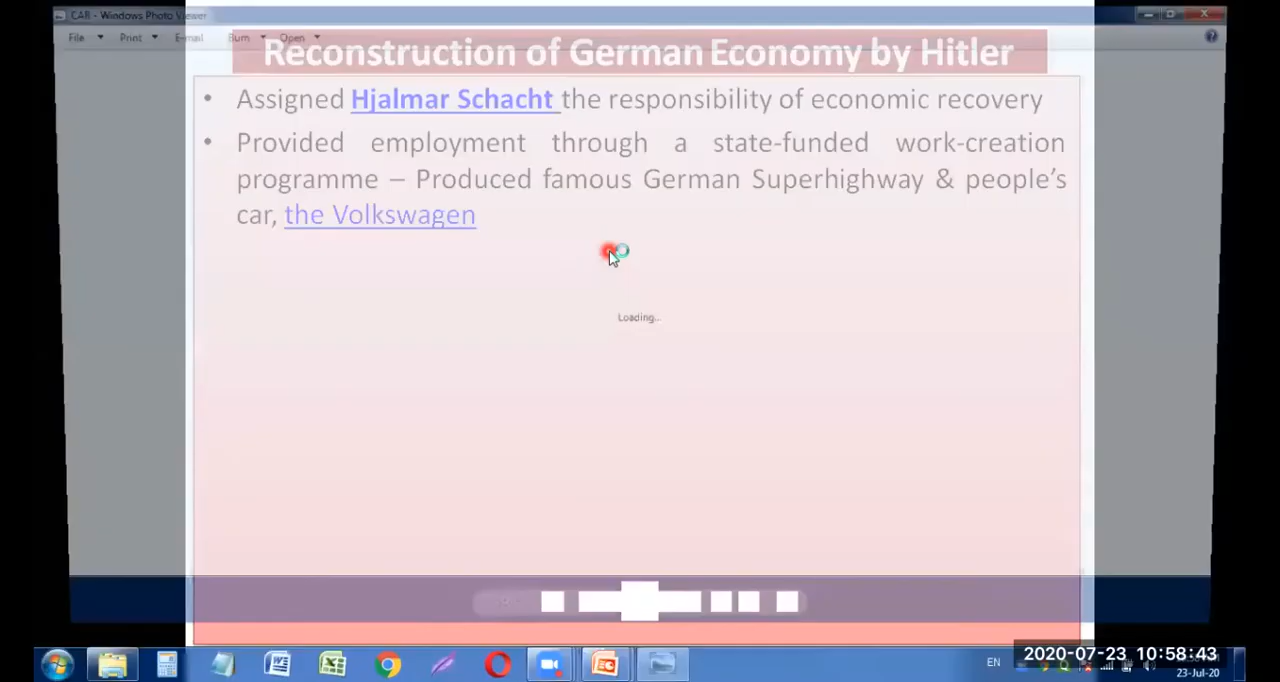 CAB - Windows Photo Viewer
File Print E-mail Burn Open
Reconstruction of German Economy by Hitler
• Assigned Hjalmar Schacht the responsibility of economic recovery
• Provided employment through a state-funded work-creation
programme – Produced famous German Superhighway & people's
car, the Volkswagen
Loading...
EN
2020-07-23 10:58:43
23-Jul-20